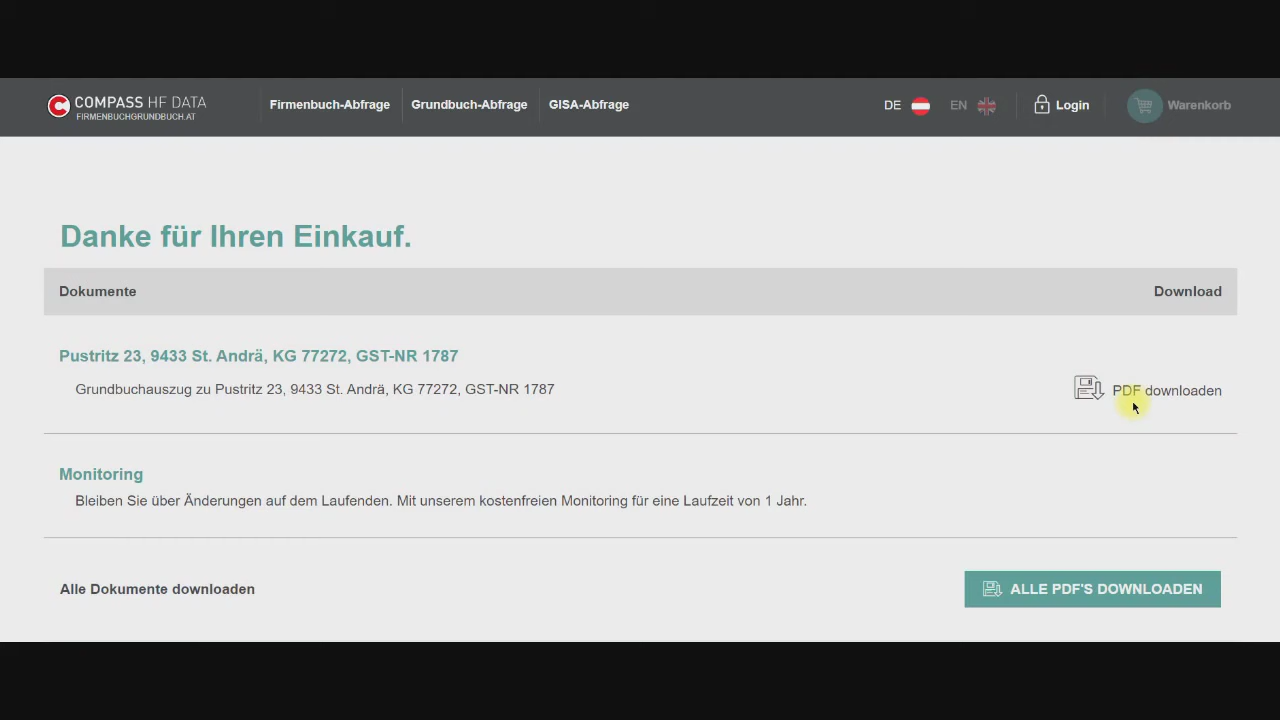 COMPASS HF DATA
FIRMENBUCHGRUNDBUCH.AT
Firmenbuch-Abfrage
Grundbuch-Abfrage
GISA-Abfrage
DE
EN
Login
Warenkorb
Danke für Ihren Einkauf.
Dokumente
Download
Pustritz 23, 9433 St. Andrä, KG 77272, GST-NR 1787
Grundbuchauszug zu Pustritz 23, 9433 St. Andrä, KG 77272, GST-NR 1787
PDF downloaden
Monitoring
Bleiben Sie über Änderungen auf dem Laufenden. Mit unserem kostenfreien Monitoring für eine Laufzeit von 1 Jahr.
Alle Dokumente downloaden
ALLE PDF'S DOWNLOADEN